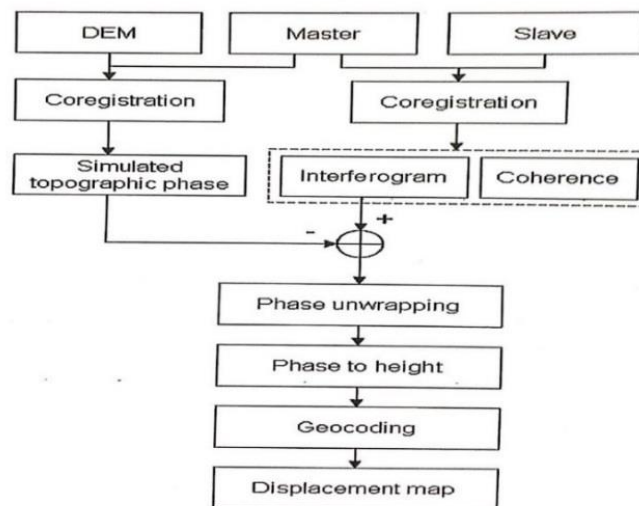 DEM
Master
Slave
Coregistration
Coregistration
Simulated
topographic phase
Interferogram
Coherence
-
+
Phase unwrapping
Phase to height
Geocoding
Displacement map